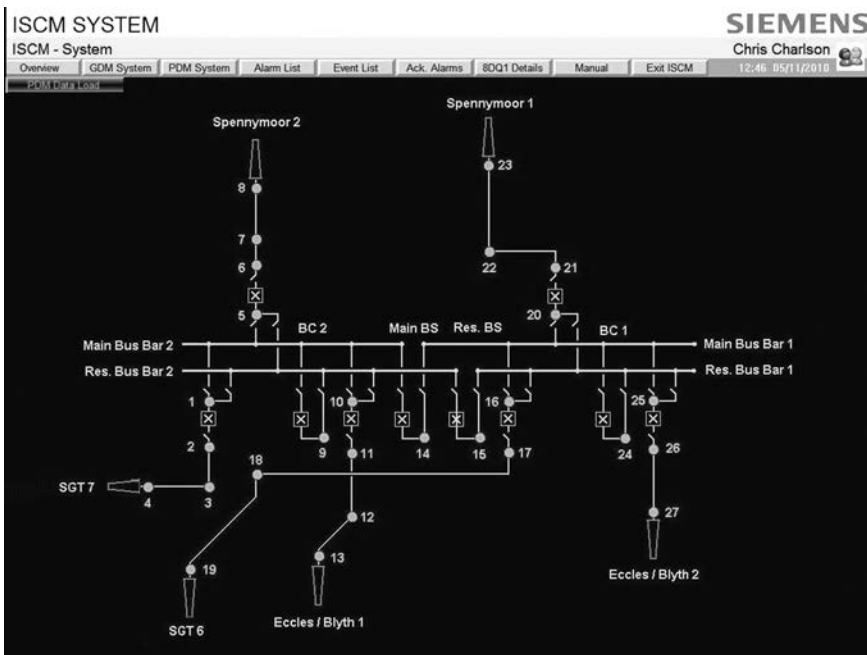 ISCM SYSTEM
SIEMENS
ISCM - System
Chris Charlson
Overview GDM System PDM System Alarm List Event List Ack. Alarms 8DQ1 Details Manual Exit ISCM 12:46 05/11/2010
PDM Data Load
Spennymoor 1
Spennymoor 2
23
8
7
6
22
21
5
20
BC 2
Main BS
Res. BS
BC 1
Main Bus Bar 2
Main Bus Bar 1
Res. Bus Bar 2
Res. Bus Bar 1
1
10
16
25
2
9
11
14
15
17
24
26
18
SGT 7
4
3
12
27
13
19
Eccles / Blyth 2
Eccles / Blyth 1
SGT 6